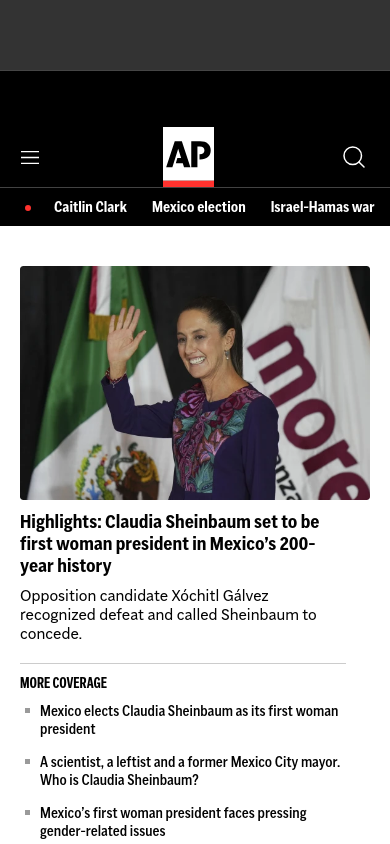 AP
Caitlin Clark Mexico election Israel-Hamas war
more
anza
Highlights: Claudia Sheinbaum set to be
first woman president in Mexico’s 200-
year history
Opposition candidate Xóchitl Gálvez
recognized defeat and called Sheinbaum to
concede.
MORE COVERAGE
Mexico elects Claudia Sheinbaum as its first woman
president
A scientist, a leftist and a former Mexico City mayor.
Who is Claudia Sheinbaum?
Mexico’s first woman president faces pressing
gender-related issues